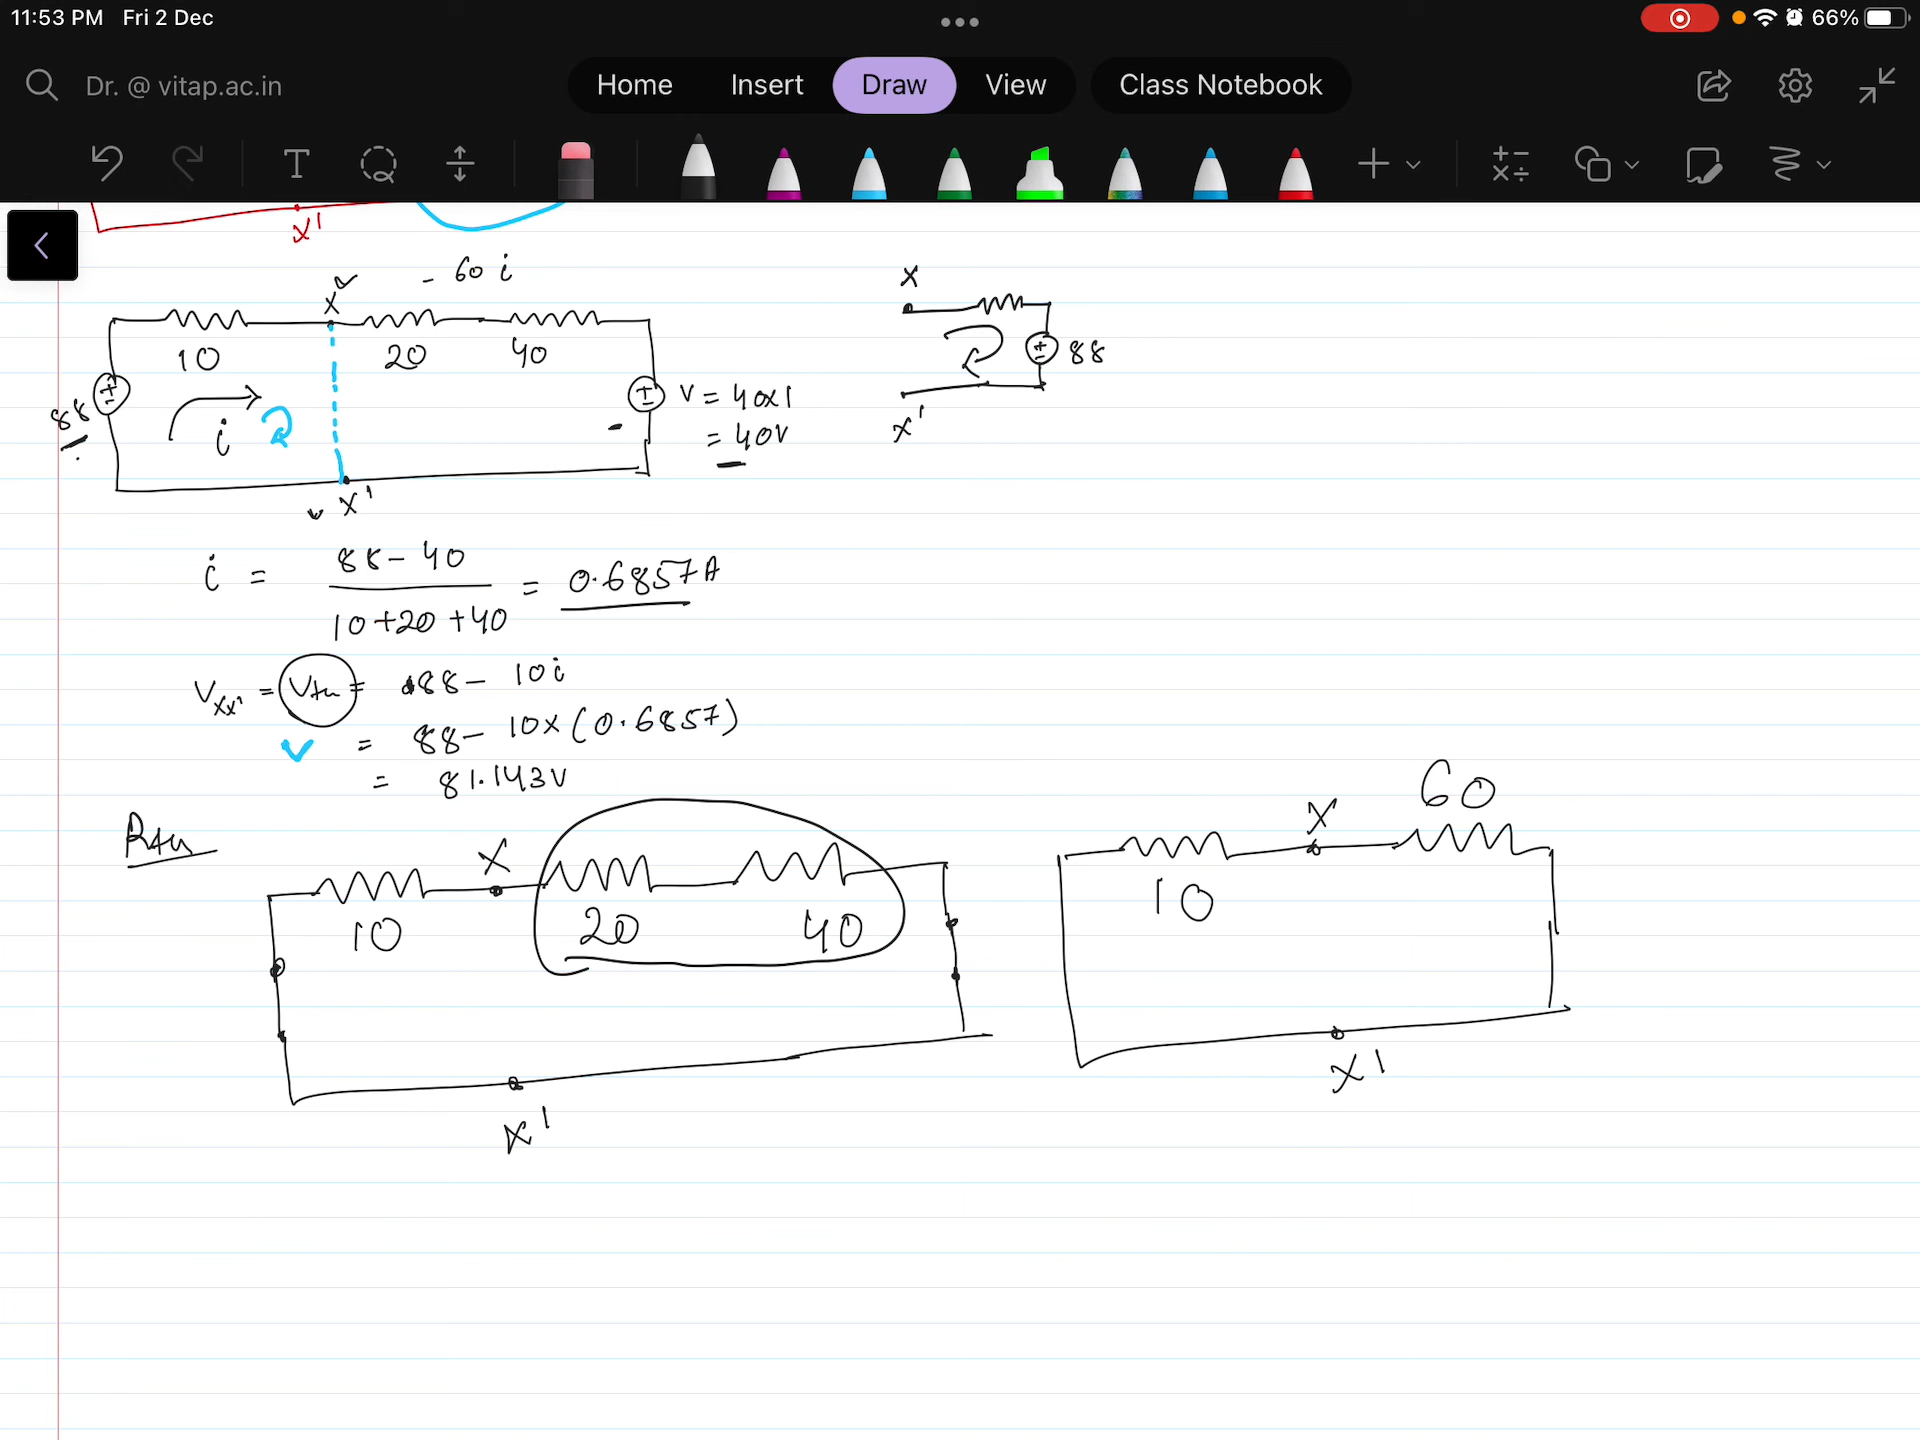 11:53 PM Fri 2 Dec
66%
Dr. @ vitap.ac.in
Home Insert Draw View Class Notebook
T
x'
- 60 i
x
10 20 40
88
i
V = 40x1
= 40V
x'
x
88
x'
i = 88-40 / 10+20+40 = 0.6857A
Vxx' = Vth = 88 - 10i
= 88 - 10x(0.6857)
= 81.143V
Rth
x
10 20 40
x'
x
60
10
x'